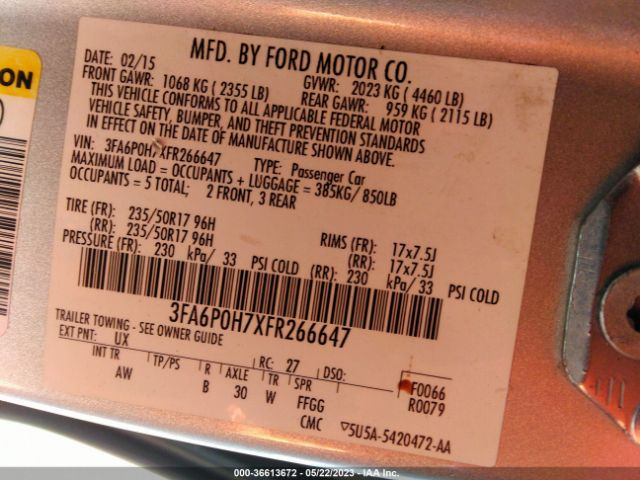 ON
MFD. BY FORD MOTOR CO.
DATE: 02/15 GVWR: 2023 KG ( 4460 LB)
FRONT GAWR: 1068 KG ( 2355 LB) REAR GAWR: 959 KG ( 2115 LB)
THIS VEHICLE CONFORMS TO ALL APPLICABLE FEDERAL MOTOR
VEHICLE SAFETY, BUMPER, AND THEFT PREVENTION STANDARDS
IN EFFECT ON THE DATE OF MANUFACTURE SHOWN ABOVE.
VIN: 3FA6P0H7XFR266647 TYPE: Passenger Car
MAXIMUM LOAD = OCCUPANTS + LUGGAGE = 385KG/ 850LB
OCCUPANTS = 5 TOTAL; 2 FRONT, 3 REAR
TIRE (FR): 235/50R17 96H RIMS (FR): 17x7.5J
(RR): 235/50R17 96H (RR): 17x7.5J
PRESSURE (FR): 230 kPa/ 33 PSI COLD (RR): 230 kPa/ 33 PSI COLD
3FA6P0H7XFR266647
TRAILER TOWING - SEE OWNER GUIDE
EXT PNT: UX RC: 27 DSO:
INT TR TP/PS R AXLE TR SPR F0066
AW B 30 W FFGG R0079
CMC ▽5U5A-5420472-AA
000-36613672 - 05/22/2023 - IAA Inc.